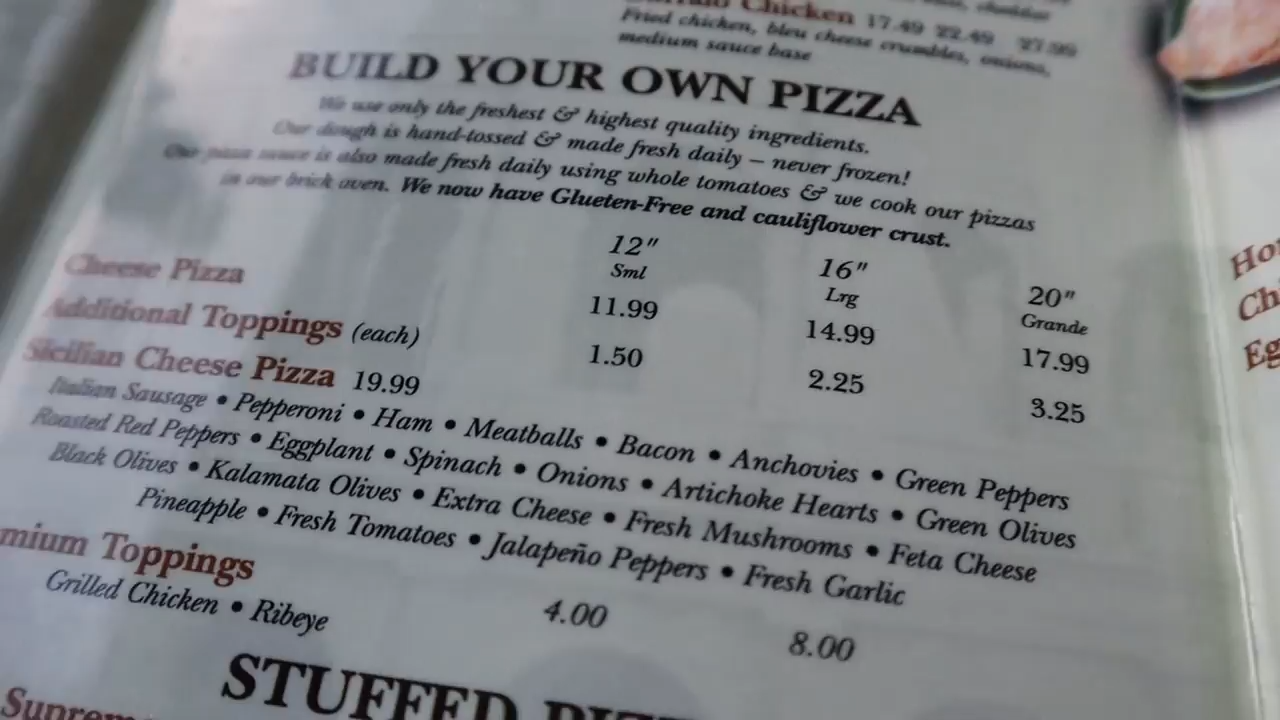 Chicken 17.49 22.49 27.99
Fried chicken, bleu cheese crumbles, onions,
medium sauce base
BUILD YOUR OWN PIZZA
We use only the freshest & highest quality ingredients.
Our dough is hand-tossed & made fresh daily – never frozen!
Our pizza sauce is also made fresh daily using whole tomatoes & we cook our pizzas
in our brick oven. We now have Glueten-Free and cauliflower crust.
12" 16" 20"
Sml Lrg Grande
Cheese Pizza 11.99 14.99 17.99
Additional Toppings (each) 1.50 2.25 3.25
Sicilian Cheese Pizza 19.99
Italian Sausage • Pepperoni • Ham • Meatballs • Bacon • Anchovies • Green Peppers
Roasted Red Peppers • Eggplant • Spinach • Onions • Artichoke Hearts • Green Olives
Black Olives • Kalamata Olives • Extra Cheese • Fresh Mushrooms • Feta Cheese
Pineapple • Fresh Tomatoes • Jalapeño Peppers • Fresh Garlic
mium Toppings 4.00 8.00
Grilled Chicken • Ribeye
STUFFED